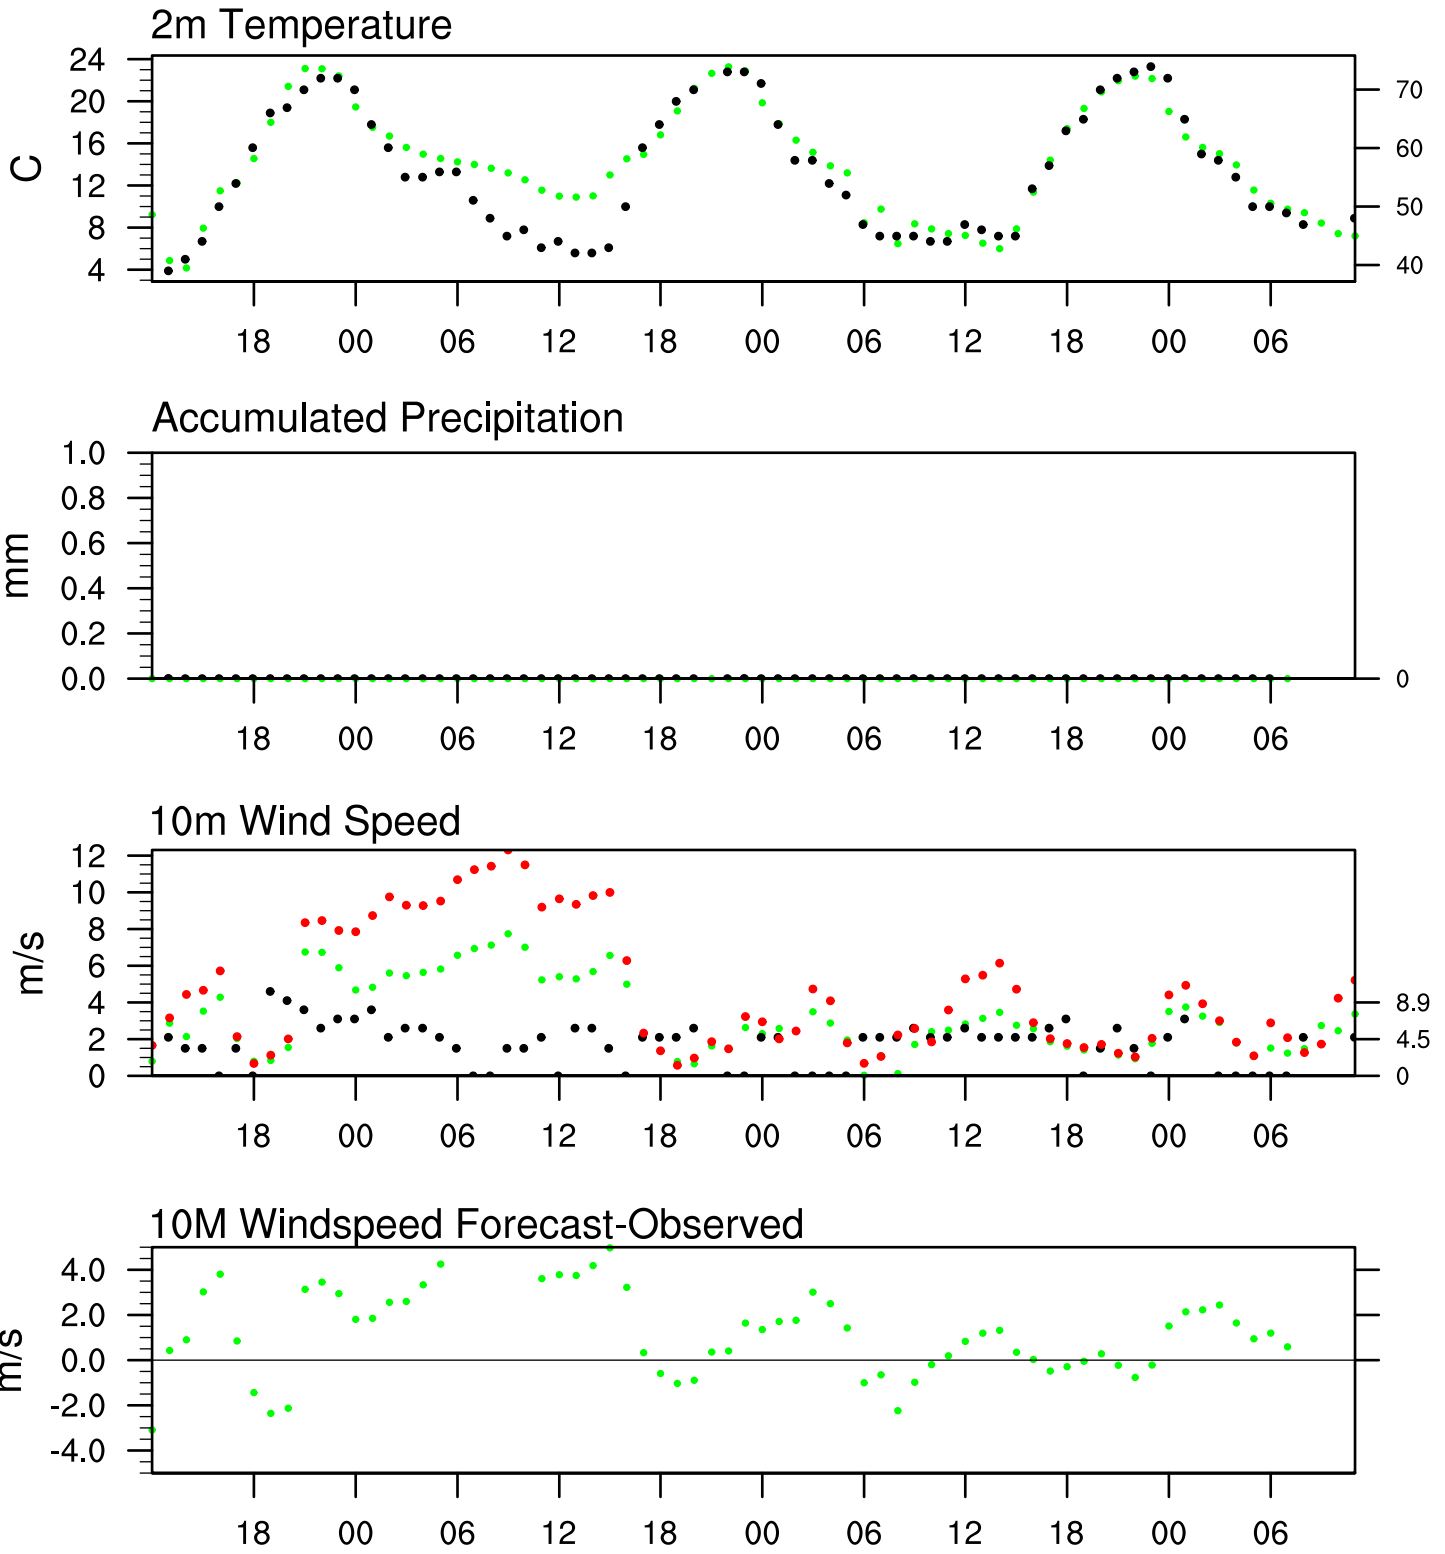 2m Temperature
24
20
16
12
8
4
C
70
60
50
40
18 00 06 12 18 00 06 12 18 00 06
Accumulated Precipitation
1.0
0.8
0.6
0.4
0.2
0.0
mm
0
18 00 06 12 18 00 06 12 18 00 06
10m Wind Speed
12
10
8
6
4
2
0
m/s
8.9
4.5
0
18 00 06 12 18 00 06 12 18 00 06
10M Windspeed Forecast-Observed
4.0
2.0
0.0
-2.0
-4.0
m/s
18 00 06 12 18 00 06 12 18 00 06